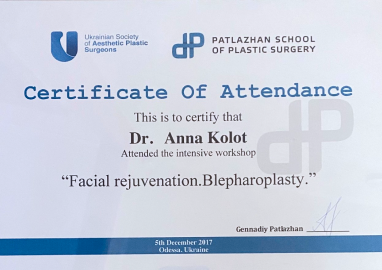 Ukrainian Society
of Aesthetic Plastic
Surgeons
PATLAZHAN SCHOOL
OF PLASTIC SURGERY
Certificate Of Attendance
This is to certify that
Dr. Anna Kolot
Attended the intensive workshop
“Facial rejuvenation.Blepharoplasty.”
Gennadiy Patlazhan
5th December 2017
Odessa. Ukraine